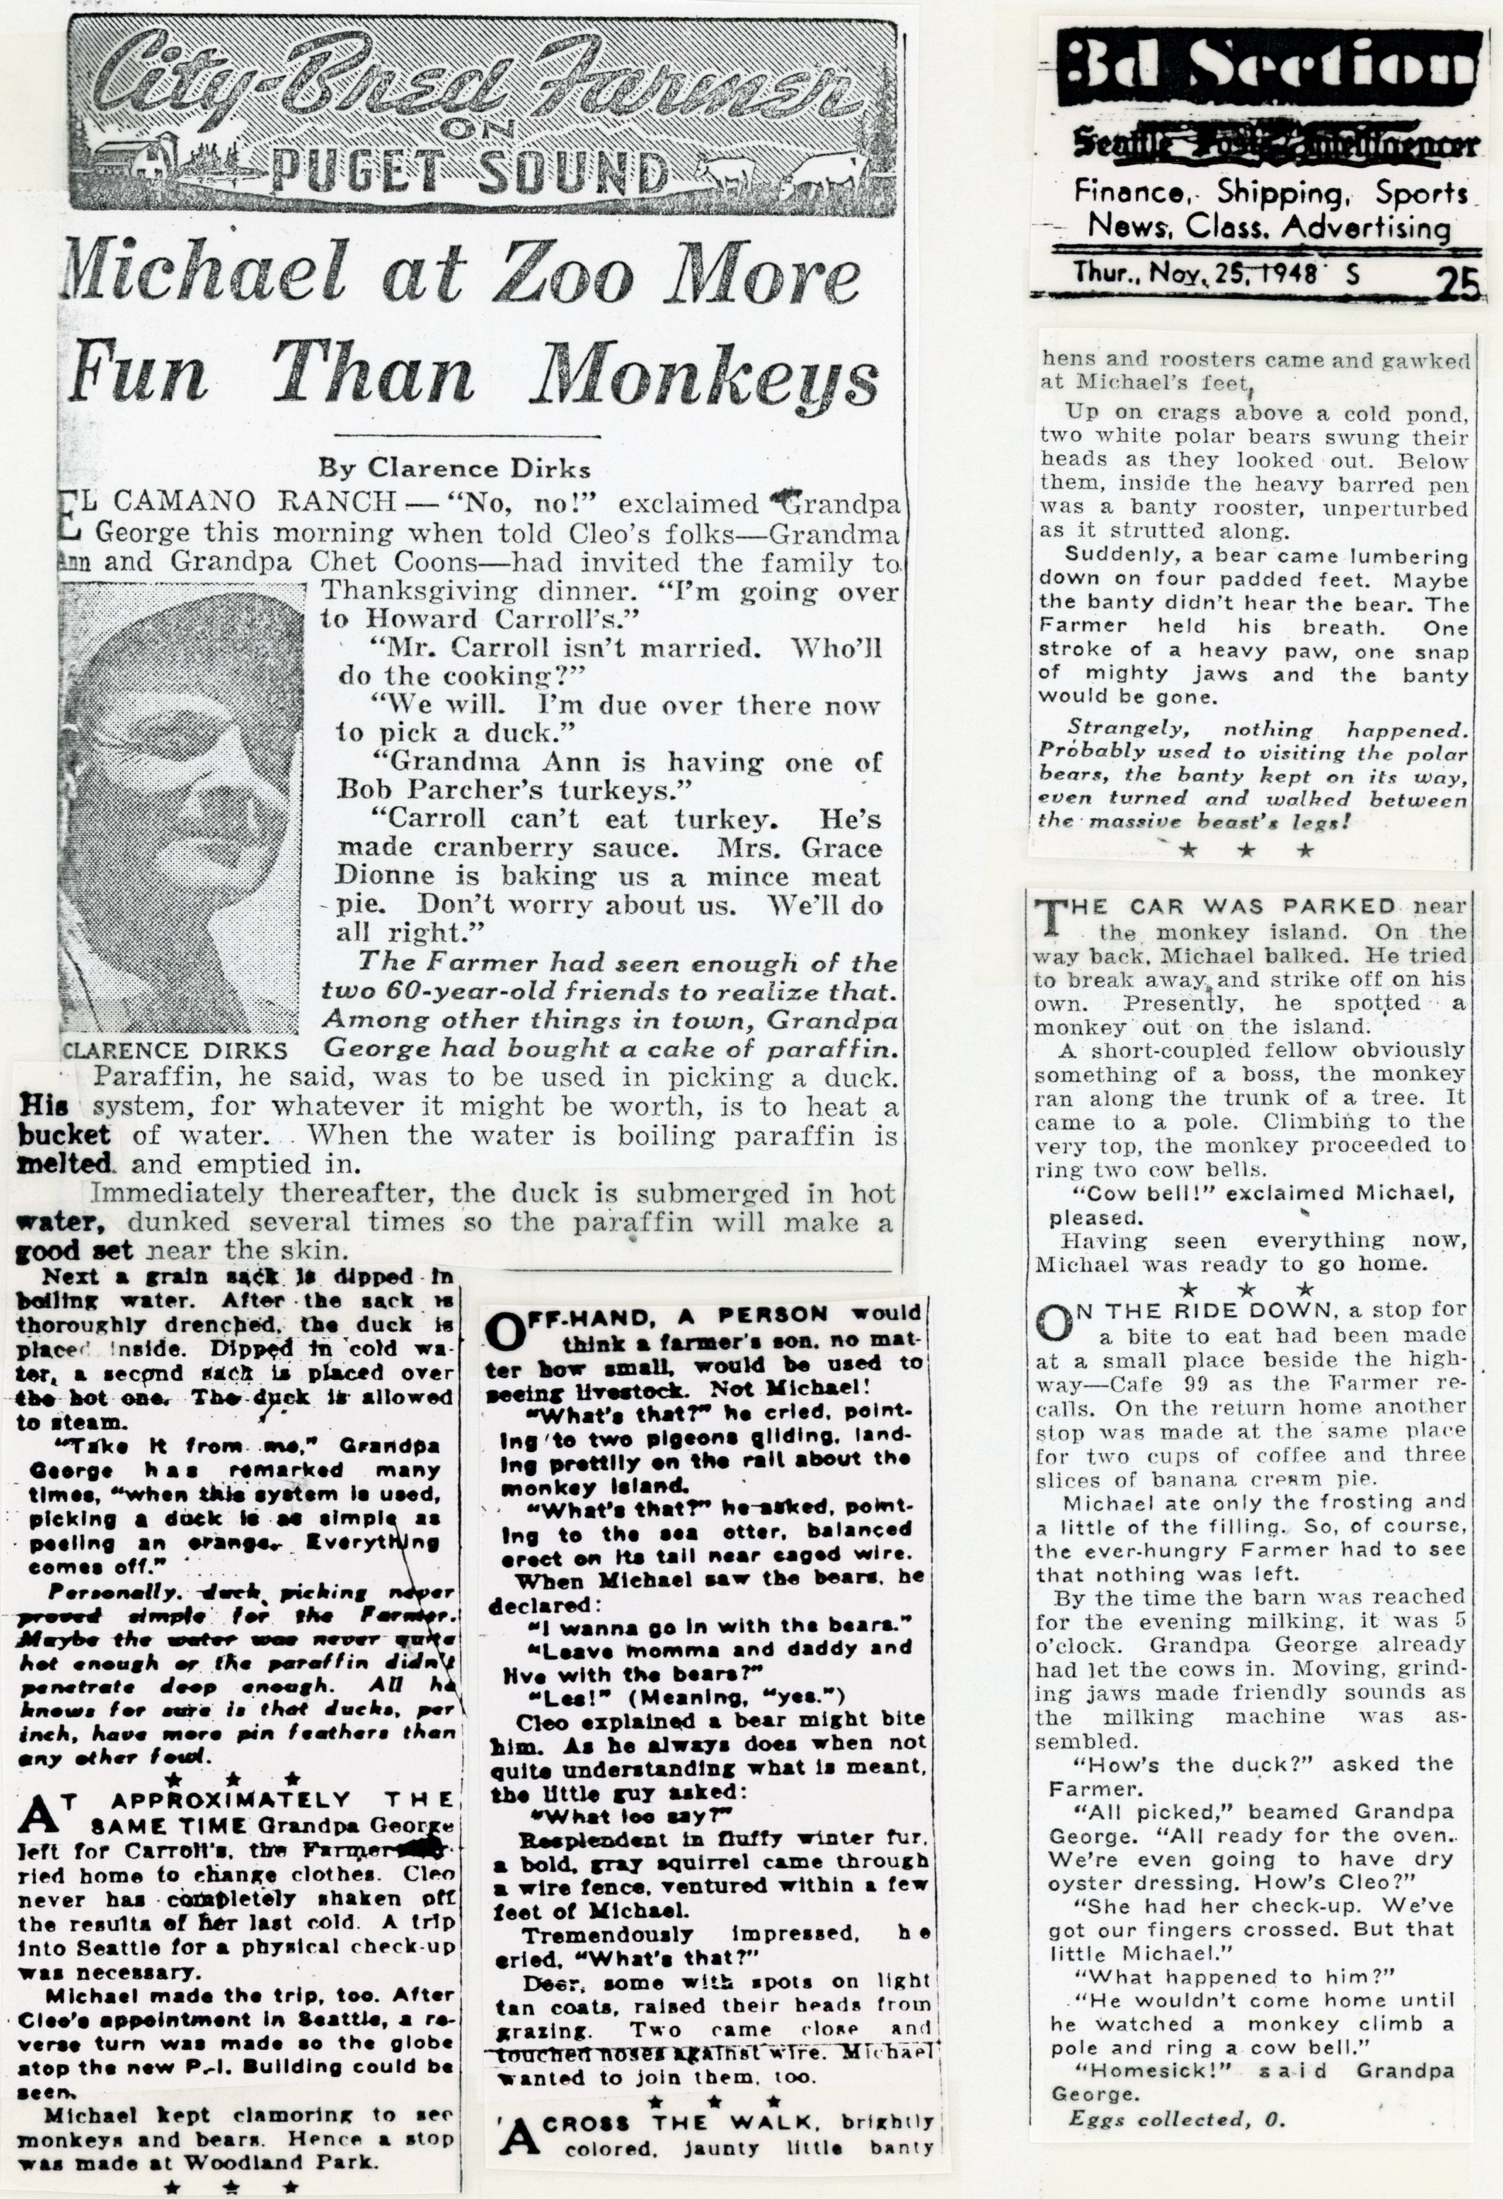 City-Bred Farmer
ON
PUGET SOUND
Michael at Zoo More
Fun Than Monkeys
By Clarence Dirks
EL CAMANO RANCH — “No, no!” exclaimed Grandpa
George this morning when told Cleo's folks—Grandma
Ann and Grandpa Chet Coons—had invited the family to
Thanksgiving dinner. “I'm going over
to Howard Carroll's.”
“Mr. Carroll isn't married. Who'll
do the cooking?”
“We will. I'm due over there now
to pick a duck.”
“Grandma Ann is having one of
Bob Parcher's turkeys.”
“Carroll can't eat turkey. He's
made cranberry sauce. Mrs. Grace
Dionne is baking us a mince meat
pie. Don't worry about us. We'll do
all right.”
The Farmer had seen enough of the
two 60-year-old friends to realize that.
Among other things in town, Grandpa
George had bought a cake of paraffin.
CLARENCE DIRKS
Paraffin, he said, was to be used in picking a duck.
His system, for whatever it might be worth, is to heat a
bucket of water. When the water is boiling paraffin is
melted and emptied in.
Immediately thereafter, the duck is submerged in hot
water, dunked several times so the paraffin will make a
good set near the skin.
Next a grain sack is dipped in
boiling water. After the sack is
thoroughly drenched, the duck is
placed inside. Dipped in cold wa-
ter, a second sack is placed over
the hot one. The duck is allowed
to steam.
“Take it from me,” Grandpa
George has remarked many
times, “when this system is used,
picking a duck is as simple as
peeling an orange. Everything
comes off.”
Personally, duck picking never
proved simple for the Farmer.
Maybe the water was never quite
hot enough or the paraffin didn't
penetrate deep enough. All he
knows for sure is that ducks, per
inch, have more pin feathers than
any other fowl.
★ ★ ★
AT APPROXIMATELY THE
SAME TIME Grandpa George
left for Carroll's, the Farmer
ried home to change clothes. Cleo
never has completely shaken off
the results of her last cold. A trip
into Seattle for a physical check-up
was necessary.
Michael made the trip, too. After
Cleo's appointment in Seattle, a re-
verse turn was made so the globe
atop the new P.-I. Building could be
seen.
Michael kept clamoring to see
monkeys and bears. Hence a stop
was made at Woodland Park.
★ ★ ★
OFF-HAND, A PERSON would
think a farmer's son, no mat-
ter how small, would be used to
seeing livestock. Not Michael!
“What's that?” he cried, point-
ing to two pigeons gliding, land-
ing prettily on the rail about the
monkey island.
“What's that?” he asked, point-
ing to the sea otter, balanced
erect on its tail near caged wire.
When Michael saw the bears, he
declared:
“I wanna go in with the bears.”
“Leave momma and daddy and
live with the bears?”
“Les!” (Meaning, “yes.”)
Cleo explained a bear might bite
him. As he always does when not
quite understanding what is meant,
the little guy asked:
“What loo say?”
Resplendent in fluffy winter fur,
a bold, gray squirrel came through
a wire fence, ventured within a few
feet of Michael.
Tremendously impressed, he
cried, “What's that?”
Deer, some with spots on light
tan coats, raised their heads from
grazing. Two came close and
touched noses against wire. Michael
wanted to join them, too.
★ ★ ★
ACROSS THE WALK, brightly
colored, jaunty little banty
3d Section
Seattle Post-Intelligencer
Finance, Shipping, Sports
News, Class. Advertising
Thur., Nov. 25, 1948 S 25
hens and roosters came and gawked
at Michael's feet,
Up on crags above a cold pond,
two white polar bears swung their
heads as they looked out. Below
them, inside the heavy barred pen
was a banty rooster, unperturbed
as it strutted along.
Suddenly, a bear came lumbering
down on four padded feet. Maybe
the banty didn't hear the bear. The
Farmer held his breath. One
stroke of a heavy paw, one snap
of mighty jaws and the banty
would be gone.
Strangely, nothing happened.
Probably used to visiting the polar
bears, the banty kept on its way,
even turned and walked between
the massive beast's legs!
★ ★ ★
THE CAR WAS PARKED near
the monkey island. On the
way back, Michael balked. He tried
to break away and strike off on his
own. Presently, he spotted a
monkey out on the island.
A short-coupled fellow obviously
something of a boss, the monkey
ran along the trunk of a tree. It
came to a pole. Climbing to the
very top, the monkey proceeded to
ring two cow bells.
“Cow bell!” exclaimed Michael,
pleased.
Having seen everything now,
Michael was ready to go home.
★ ★ ★
ON THE RIDE DOWN, a stop for
a bite to eat had been made
at a small place beside the high-
way—Cafe 99 as the Farmer re-
calls. On the return home another
stop was made at the same place
for two cups of coffee and three
slices of banana cream pie.
Michael ate only the frosting and
a little of the filling. So, of course,
the ever-hungry Farmer had to see
that nothing was left.
By the time the barn was reached
for the evening milking, it was 5
o'clock. Grandpa George already
had let the cows in. Moving, grind-
ing jaws made friendly sounds as
the milking machine was as-
sembled.
“How's the duck?” asked the
Farmer.
“All picked,” beamed Grandpa
George. “All ready for the oven.
We're even going to have dry
oyster dressing. How's Cleo?”
“She had her check-up. We've
got our fingers crossed. But that
little Michael.”
“What happened to him?”
“He wouldn't come home until
he watched a monkey climb a
pole and ring a cow bell.”
“Homesick!” said Grandpa
George.
Eggs collected, 0.